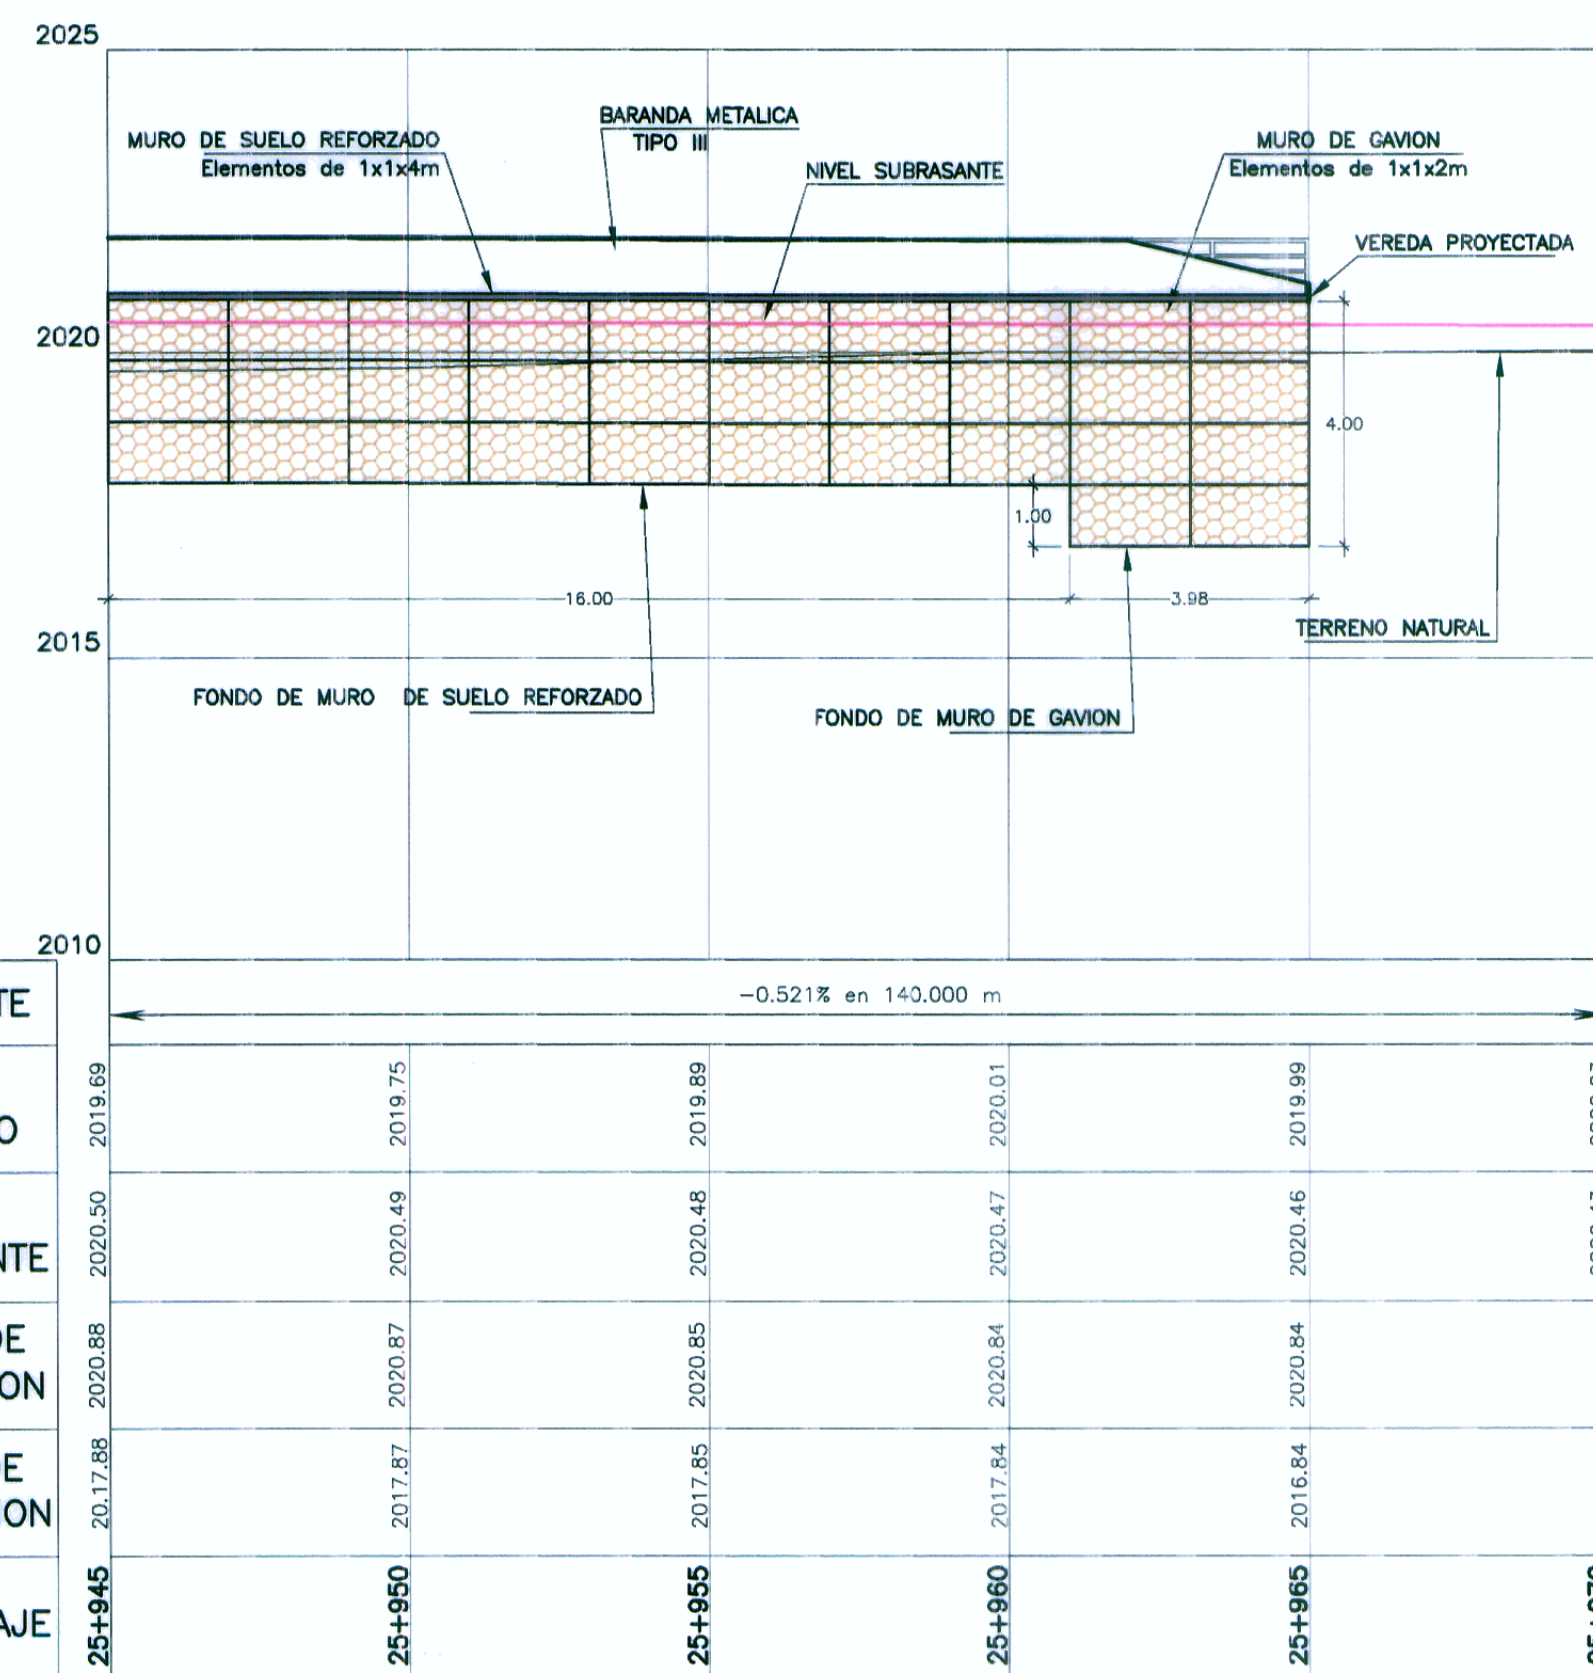 2025
BARANDA METALICA
TIPO III
MURO DE SUELO REFORZADO
Elementos de 1x1x4m
MURO DE GAVION
Elementos de 1x1x2m
NIVEL SUBRASANTE
VEREDA PROYECTADA
2020
4.00
1.00
16.00
3.98
TERRENO NATURAL
2015
FONDO DE MURO DE SUELO REFORZADO
FONDO DE MURO DE GAVION
2010
-0.521% en 140.000 m
TE
2019.69 2019.75 2019.89 2020.01 2019.99
O
2020.50 2020.49 2020.48 2020.47 2020.46
NTE
2020.88 2020.87 2020.85 2020.84 2020.84
DE
ON
20.17.88 2017.87 2017.85 2017.84 2016.84
DE
ION
25+945 25+950 25+955 25+960 25+965
AJE